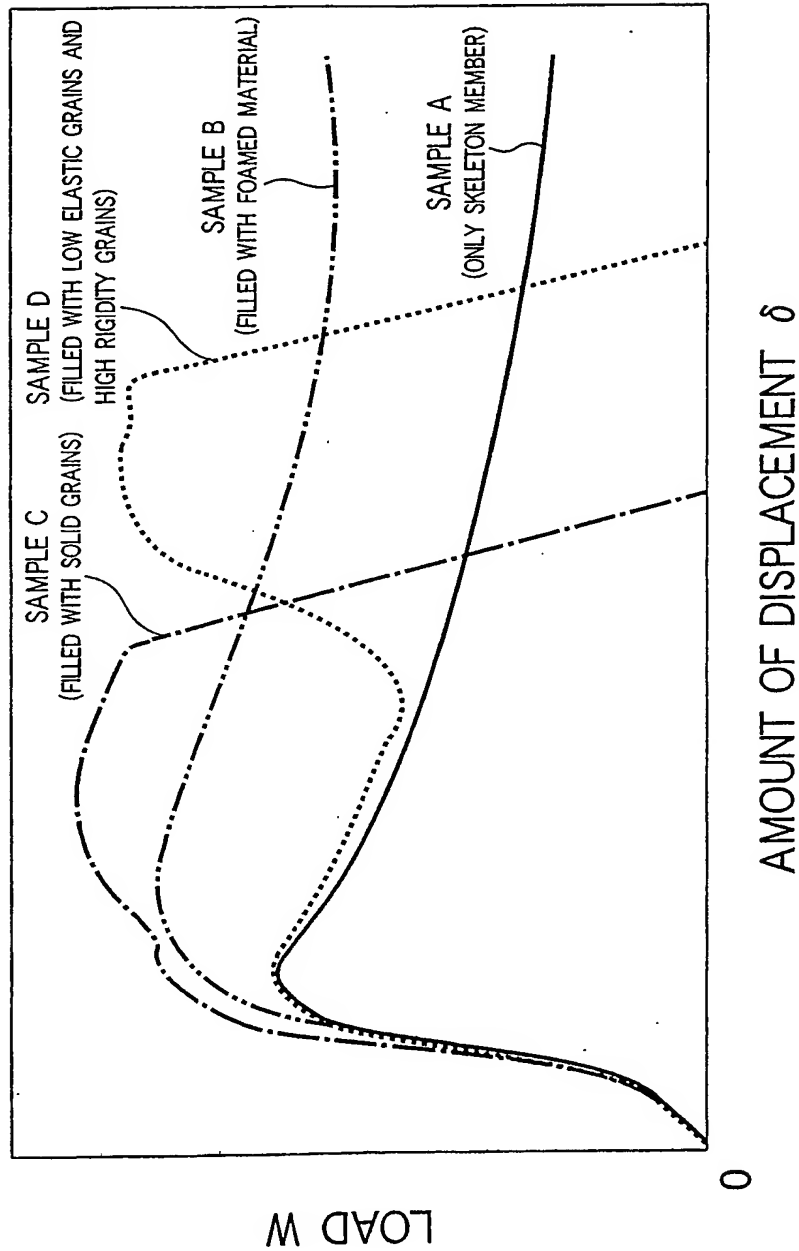 SAMPLE C
(FILLED WITH SOLID GRAINS)
SAMPLE D
(FILLED WITH LOW ELASTIC GRAINS AND
HIGH RIGIDITY GRAINS)
SAMPLE B
(FILLED WITH FOAMED MATERIAL)
SAMPLE A
(ONLY SKELETON MEMBER)
LOAD W
0
AMOUNT OF DISPLACEMENT δ